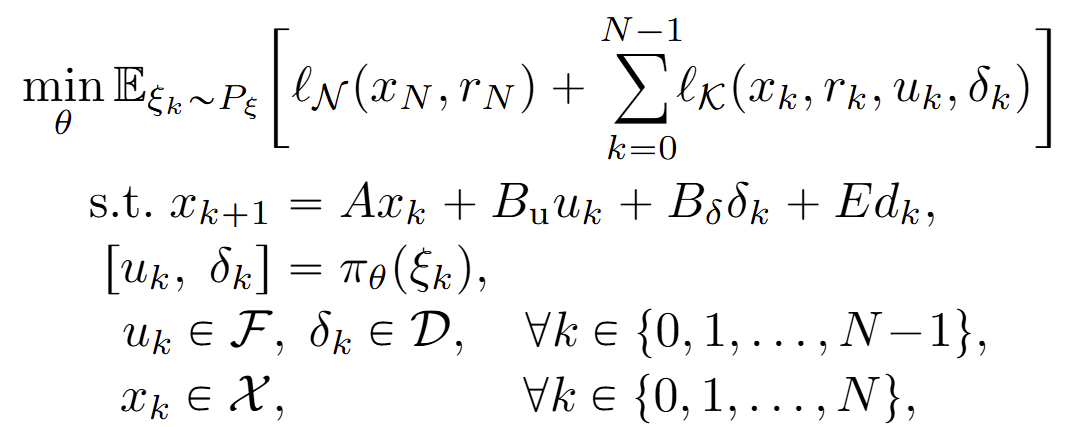 min_θ 𝔼_{ξ_k∼P_ξ} [ ℓ_𝒩(x_N, r_N) + ∑_{k=0}^{N−1} ℓ_𝒦(x_k, r_k, u_k, δ_k) ]
s.t. x_{k+1} = Ax_k + B_u u_k + B_δ δ_k + Ed_k,
[u_k, δ_k] = π_θ(ξ_k),
u_k ∈ ℱ, δ_k ∈ 𝒟, ∀k ∈ {0, 1, . . . , N−1},
x_k ∈ 𝒳, ∀k ∈ {0, 1, . . . , N},